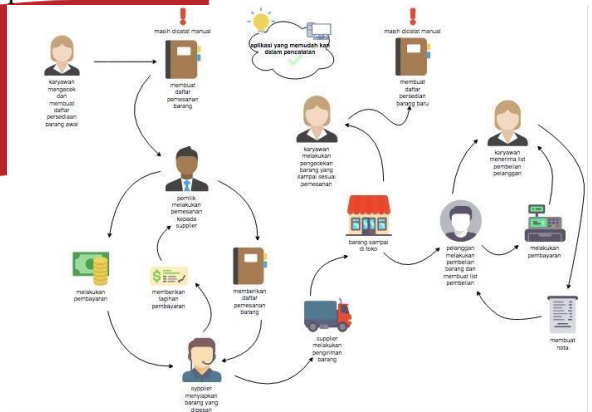 masih dicatat manual
karyawan
mengecek
dan
membuat
daftar
persediaan
barang awal
membuat
daftar
pemesanan
barang
aplikasi yang memudah kan
dalam pencatatan
masih dicatat manual
membuat
daftar
persedian
barang baru
karyawan
melakukan
pengecekan
barang yang
sampai sesuai
pemesanan
karyawan
menerima list
pembelian
pelanggan
pemilik
melakukan
pemesanan
kepada
supplier
barang sampai
di toko
pelanggan
melakukan
pembelian
barang dan
membuat list
pembelian
melakukan
pembayaran
melakukan
pembayaran
memberikan
tagihan
pembayaran
memberikan
daftar
pemesanan
barang
supplier
melakukan
pengiriman
barang
membuat
nota
supplier
menyiapkan
barang yang
dipesan